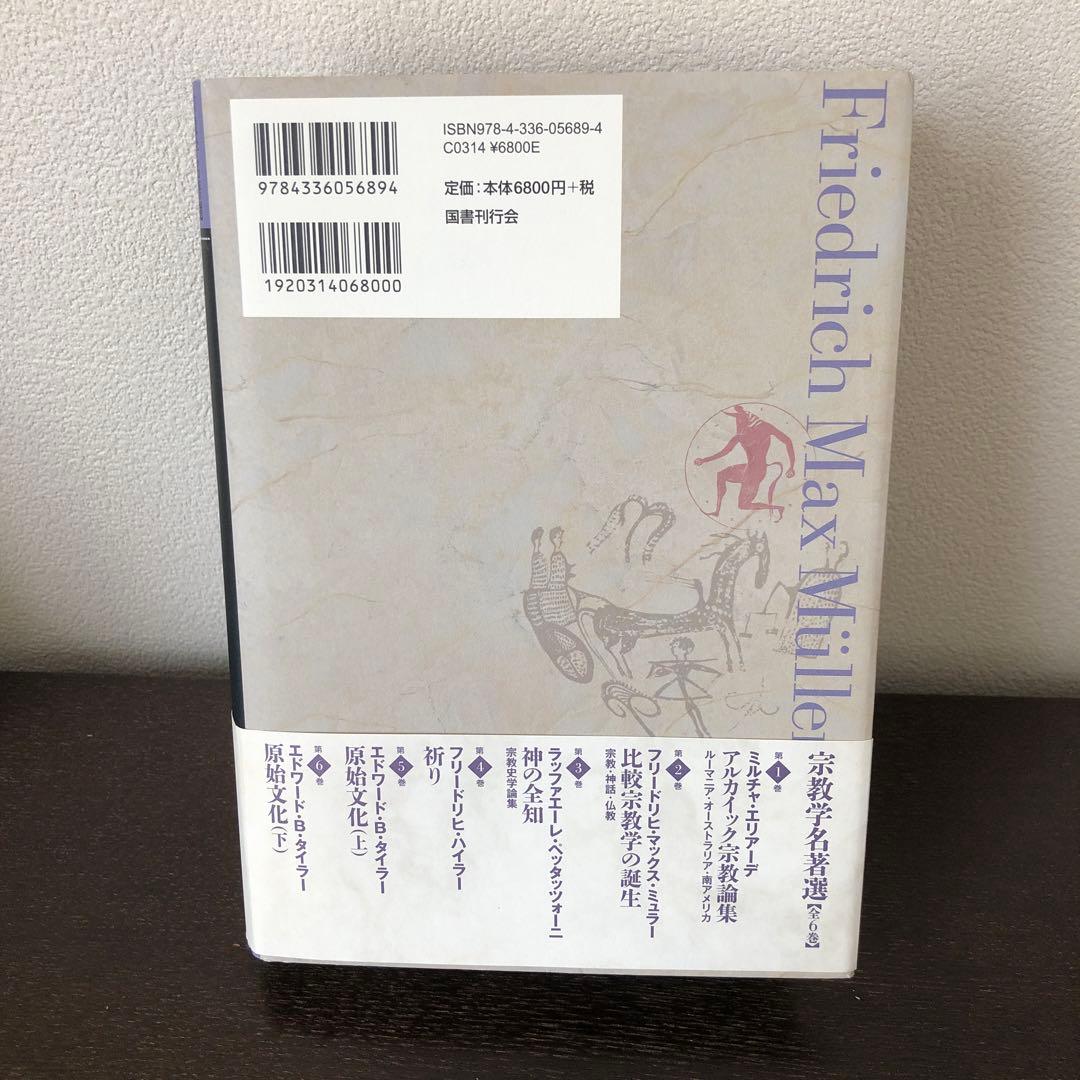 ISBN978-4-336-05689-4
C0314 ¥6800E
9784336056894
定価：本体6800円＋税
国書刊行会
1920314068000
Friedrich Max Müller
宗教学名著選【全6巻】
第1巻
ミルチャ・エリアーデ
アルカイック宗教論集
ルーマニア・オーストラリア・南アメリカ
第2巻
フリードリヒ・マックス・ミュラー
比較宗教学の誕生
宗教・神話・仏教
第3巻
ラッファエーレ・ペッタッツォーニ
神の全知
宗教史学論集
第4巻
フリードリヒ・ハイラー
祈り
第5巻
エドワード・B・タイラー
原始文化（上）
第6巻
エドワード・B・タイラー
原始文化（下）